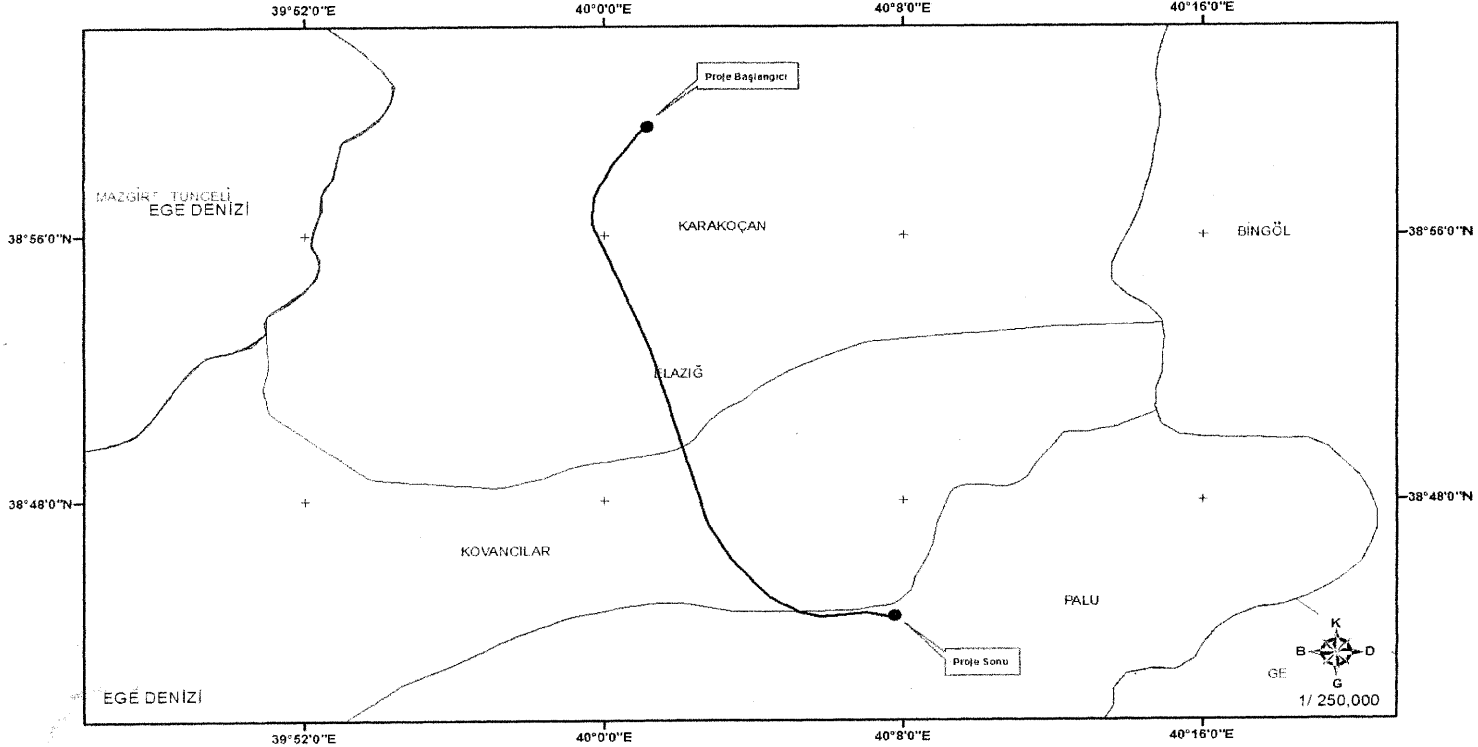 39°52'0"E 40°0'0"E 40°8'0"E 40°16'0"E
Proje Başlangıcı
MAZGİRT TUNCELİ
EGE DENİZİ
KARAKOÇAN
BİNGÖL
38°56'0"N 38°56'0"N
ELAZIĞ
38°48'0"N 38°48'0"N
KOVANCILAR
PALU
K
B D
G
Proje Sonu
GE
EGE DENİZİ
1/ 250,000
39°52'0"E 40°0'0"E 40°8'0"E 40°16'0"E